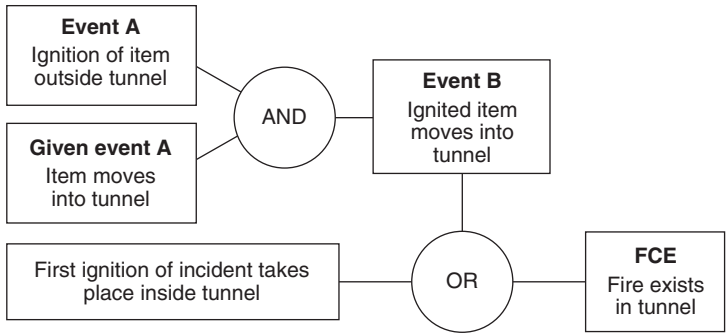 Event A
Ignition of item
outside tunnel
AND
Event B
Ignited item
moves into
tunnel
Given event A
Item moves
into tunnel
First ignition of incident takes
place inside tunnel
OR
FCE
Fire exists
in tunnel